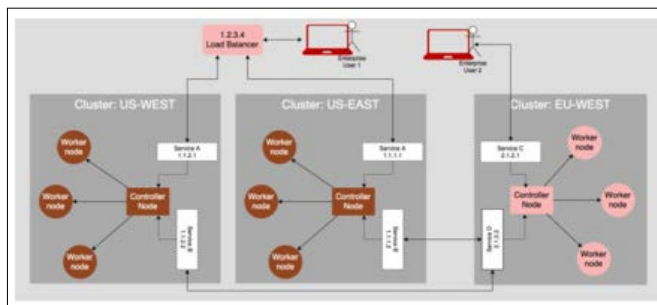 1.2.3.4
Load Balancer
Enterprise
User 1
Enterprise
User 2
Cluster: US-WEST
Worker
node
Worker
node
Worker
node
Controller
Node
Service A
1.1.2.1
Service B
1.1.2.2
Cluster: US-EAST
Worker
node
Worker
node
Worker
node
Controller
Node
Service A
1.1.1.1
Service B
1.1.1.2
Cluster: EU-WEST
Service C
2.1.2.1
Service D
2.1.2.2
Controller
Node
Worker
node
Worker
node
Worker
node